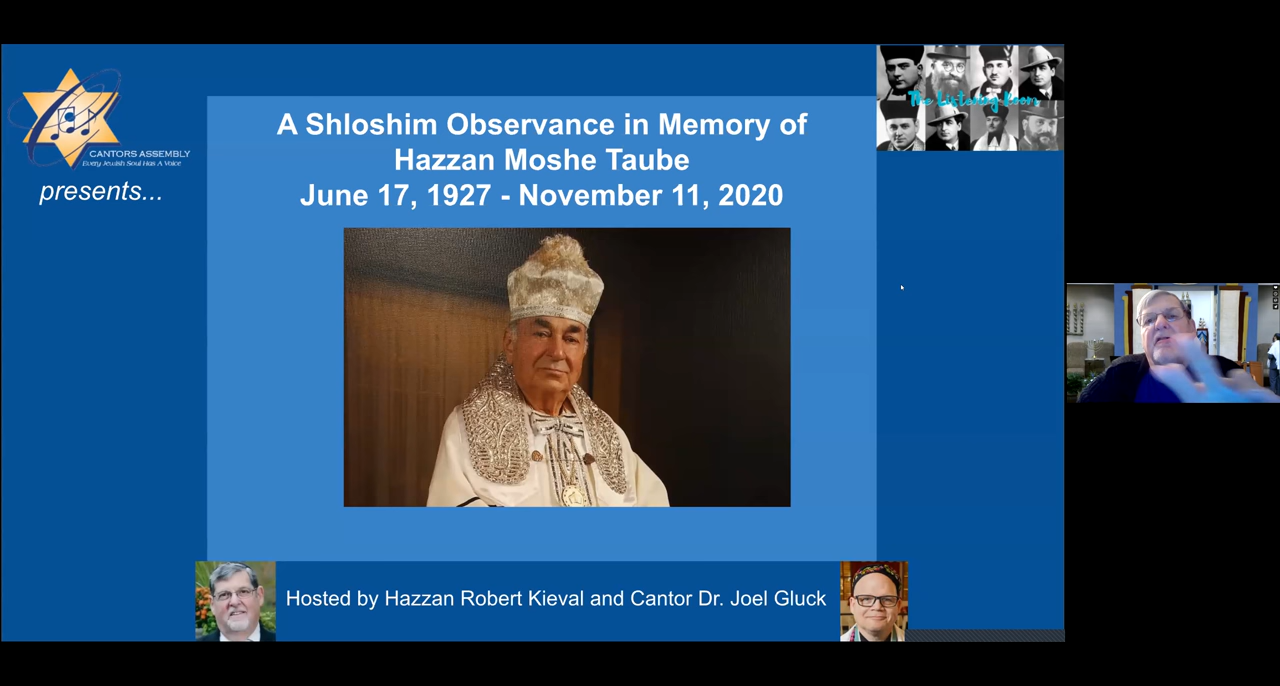 CANTORS ASSEMBLY
Every Jewish Soul Has A Voice
presents...
The Listening Room
A Shloshim Observance in Memory of
Hazzan Moshe Taube
June 17, 1927 - November 11, 2020
Hosted by Hazzan Robert Kieval and Cantor Dr. Joel Gluck